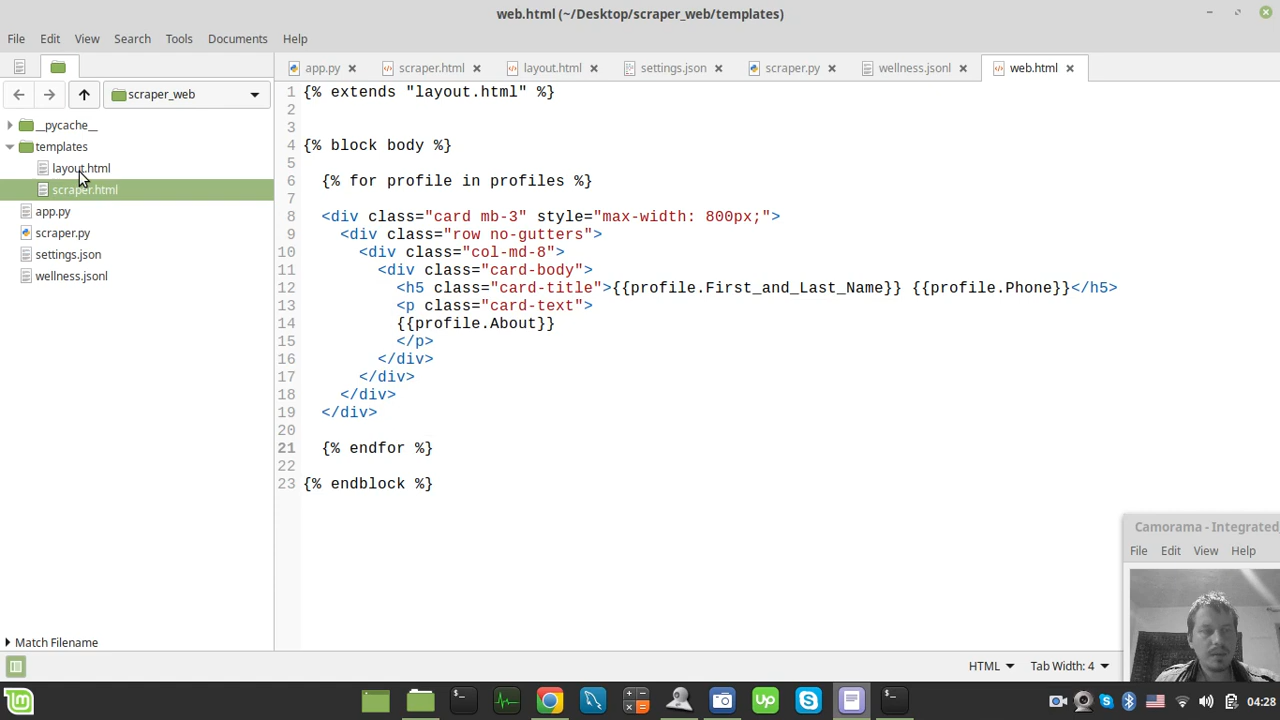 web.html (~/Desktop/scraper_web/templates)
File Edit View Search Tools Documents Help
app.py scraper.html layout.html settings.json scraper.py wellness.jsonl web.html
scraper_web
__pycache__
templates
layout.html
scraper.html
app.py
scraper.py
settings.json
wellness.jsonl
Match Filename
1 {% extends "layout.html" %}
2
3
4 {% block body %}
5
6 {% for profile in profiles %}
7
8 <div class="card mb-3" style="max-width: 800px;">
9 <div class="row no-gutters">
10 <div class="col-md-8">
11 <div class="card-body">
12 <h5 class="card-title">{{profile.First_and_Last_Name}} {{profile.Phone}}</h5>
13 <p class="card-text">
14 {{profile.About}}
15 </p>
16 </div>
17 </div>
18 </div>
19 </div>
20
21 {% endfor %}
22
23 {% endblock %}
Camorama - Integrated
File Edit View Help
HTML Tab Width: 4
Up
04:28